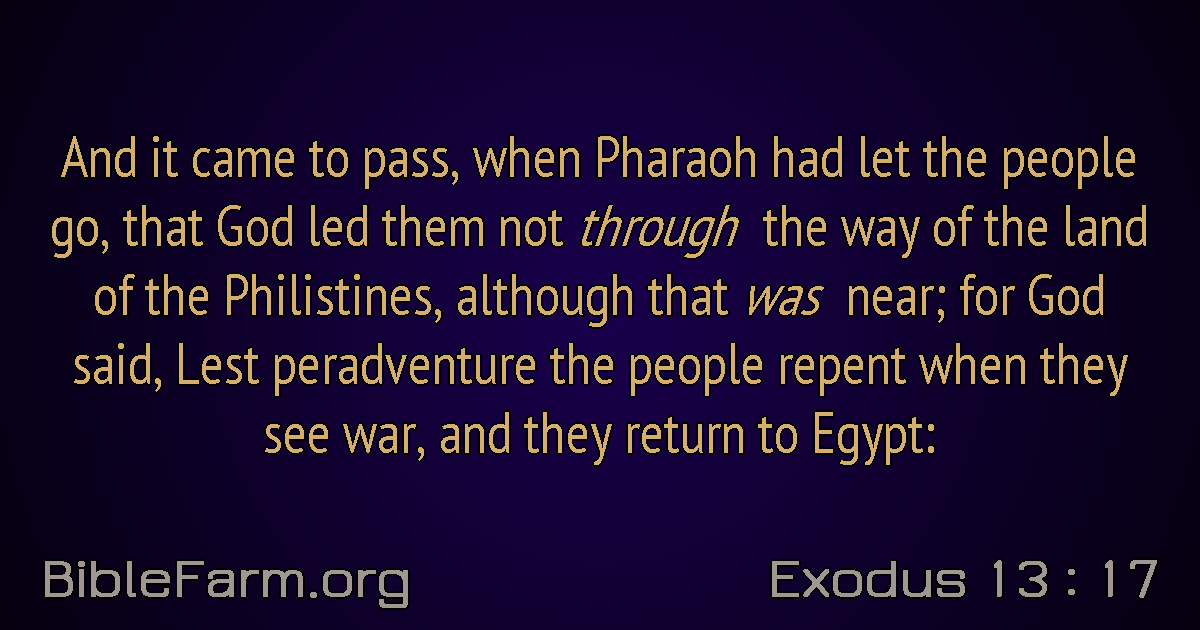 And it came to pass, when Pharaoh had let the people
go, that God led them not through the way of the land
of the Philistines, although that was near; for God
said, Lest peradventure the people repent when they
see war, and they return to Egypt:
BibleFarm.org
Exodus 13 : 17